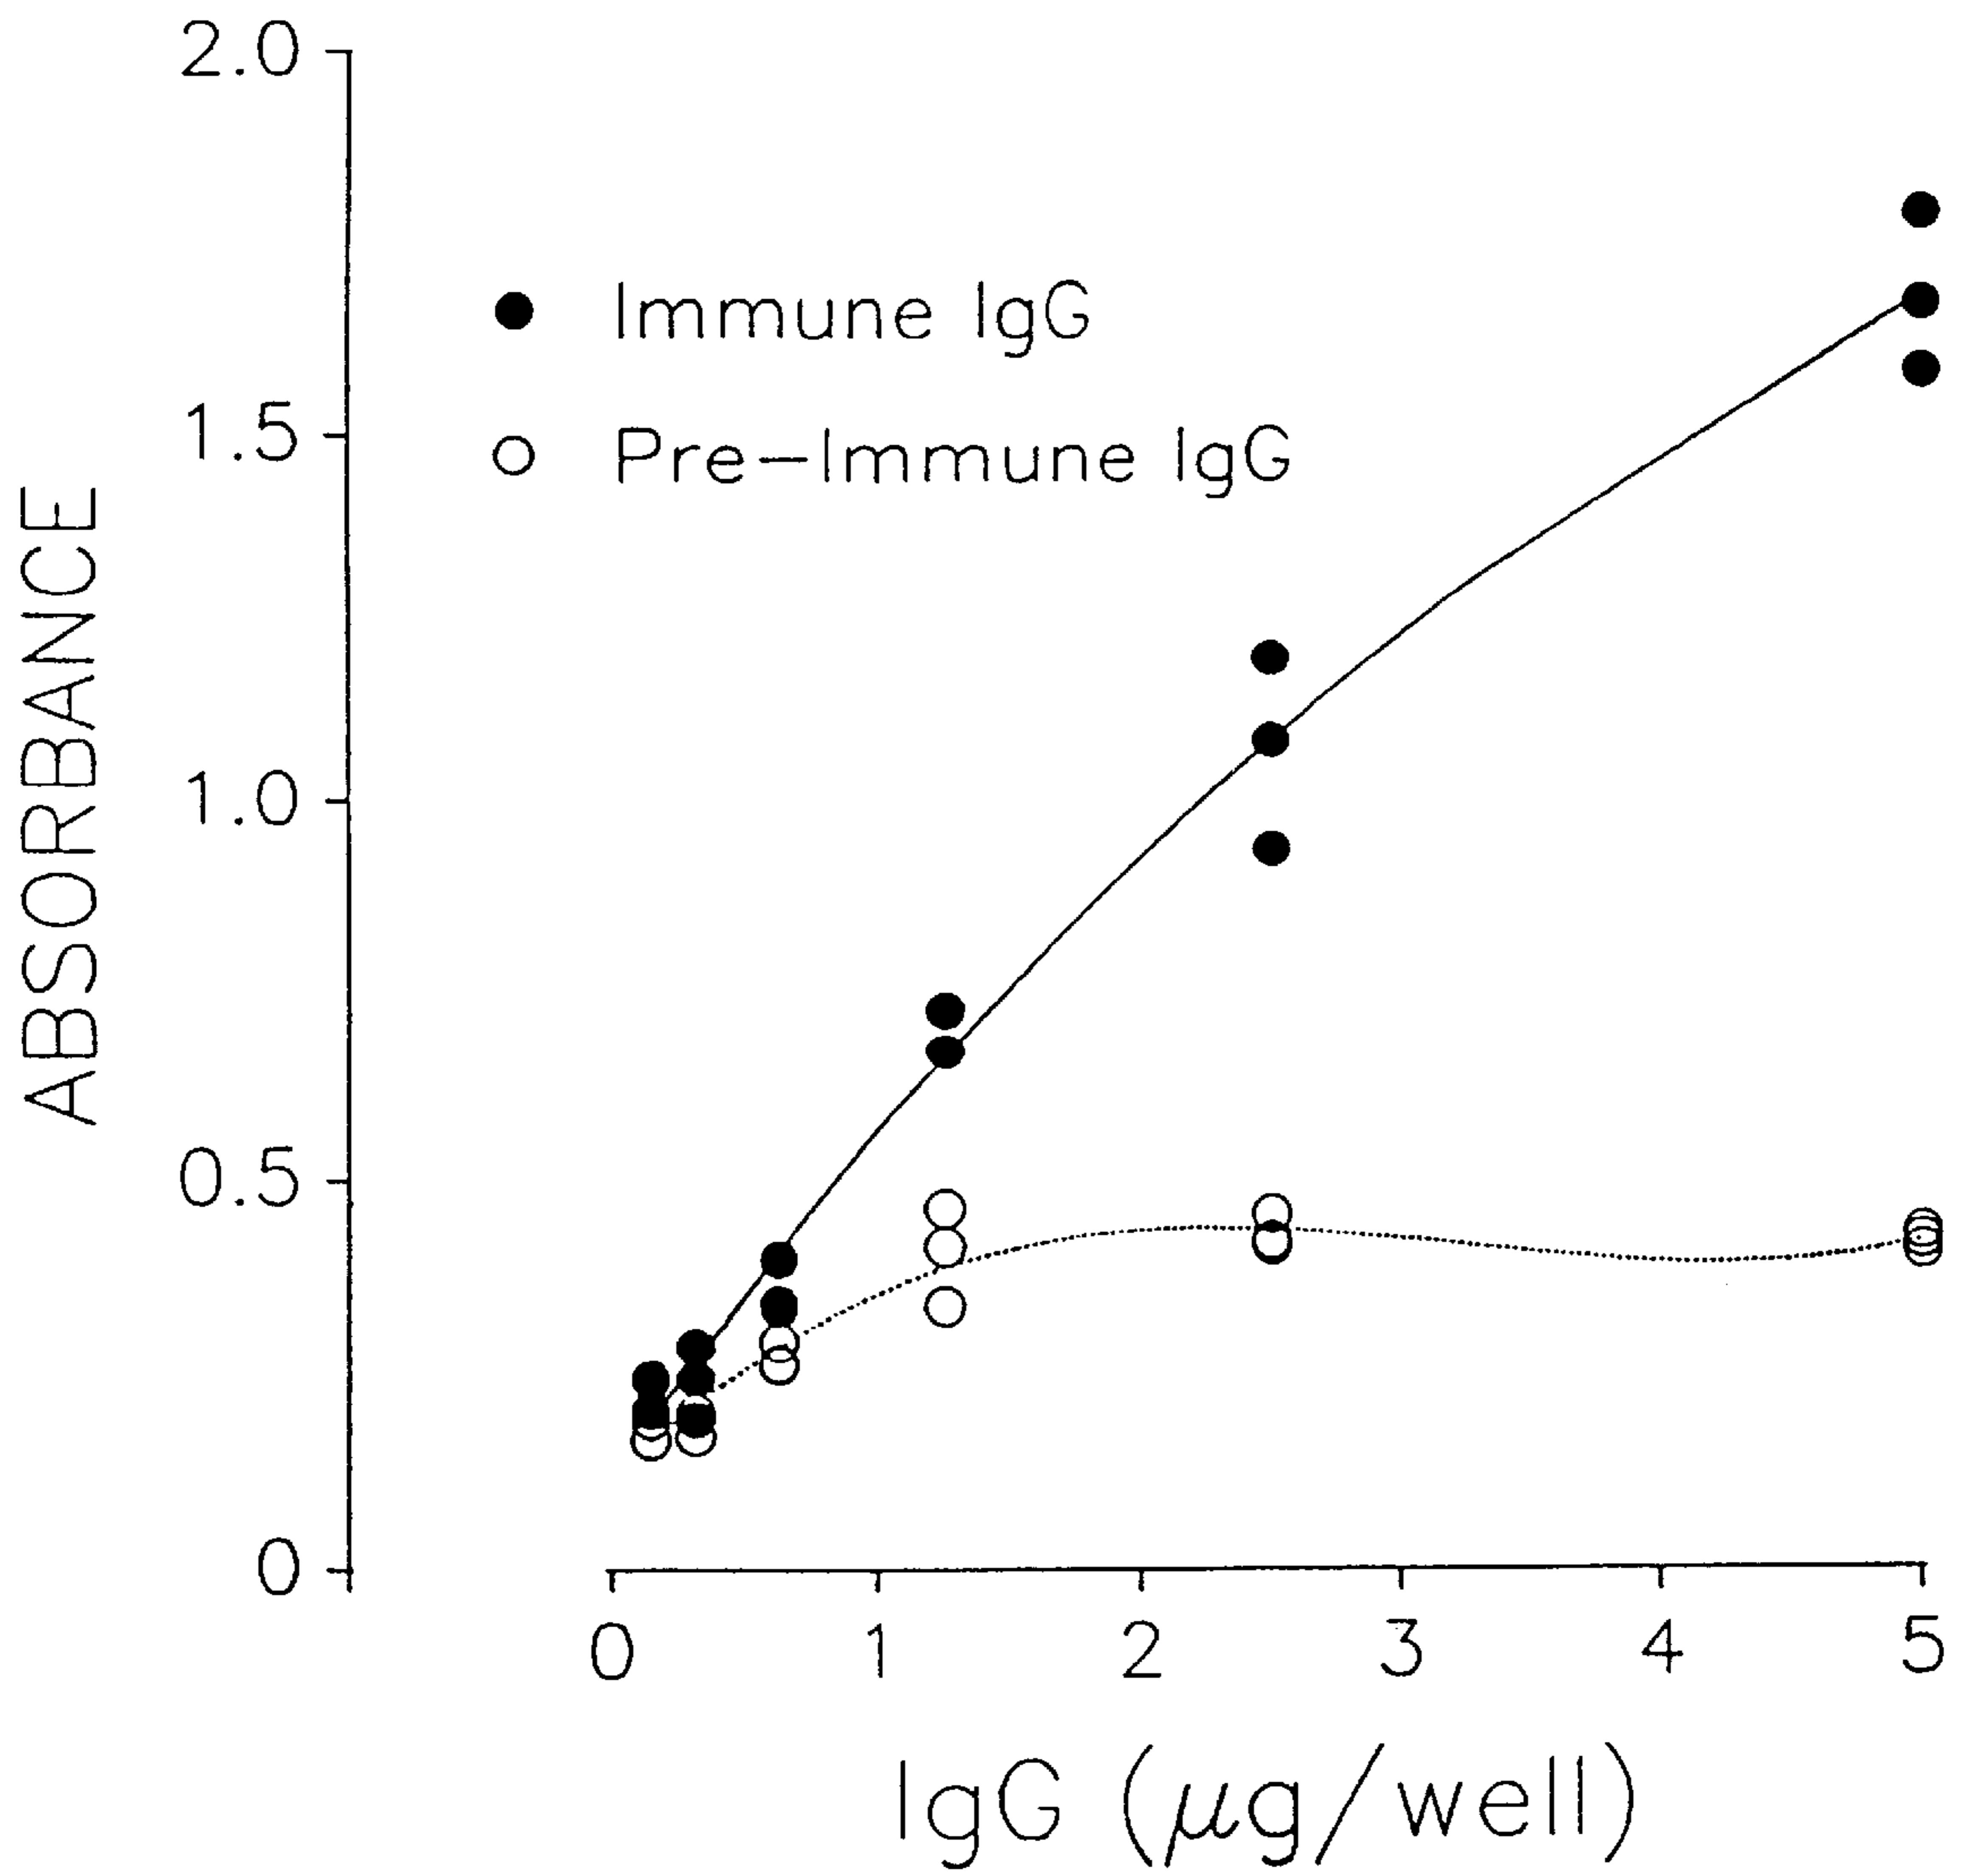 2.0
Immune IgG
1.5
Pre-Immune IgG
ABSORBANCE
1.0
0.5
0
0 1 2 3 4 5
IgG (μg/well)